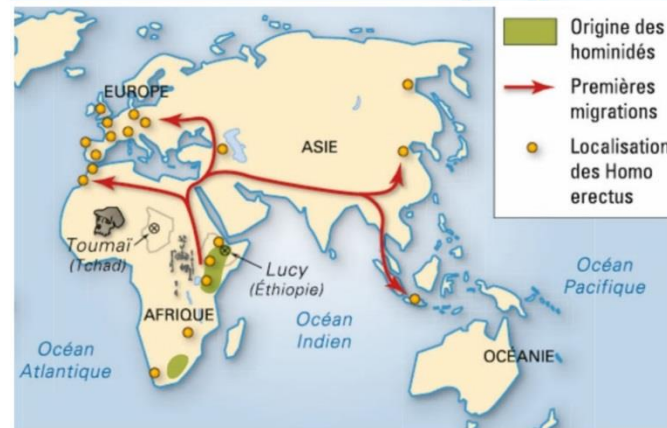 Origine des
hominidés
Premières
migrations
Localisation
des Homo
erectus
EUROPE
ASIE
Toumaï
(Tchad)
Lucy
(Éthiopie)
AFRIQUE
Océan
Atlantique
Océan
Indien
OCÉANIE
Océan
Pacifique